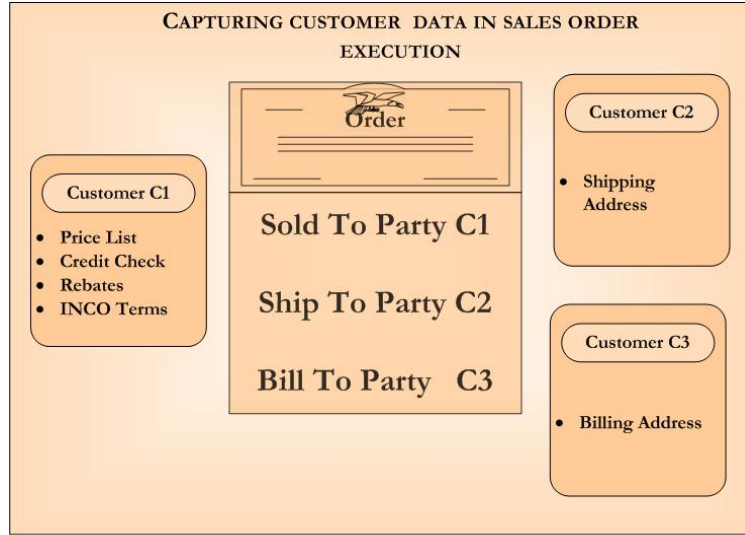 CAPTURING CUSTOMER DATA IN SALES ORDER
EXECUTION
Order
Sold To Party C1
Ship To Party C2
Bill To Party C3
Customer C1
• Price List
• Credit Check
• Rebates
• INCO Terms
Customer C2
• Shipping
Address
Customer C3
• Billing Address